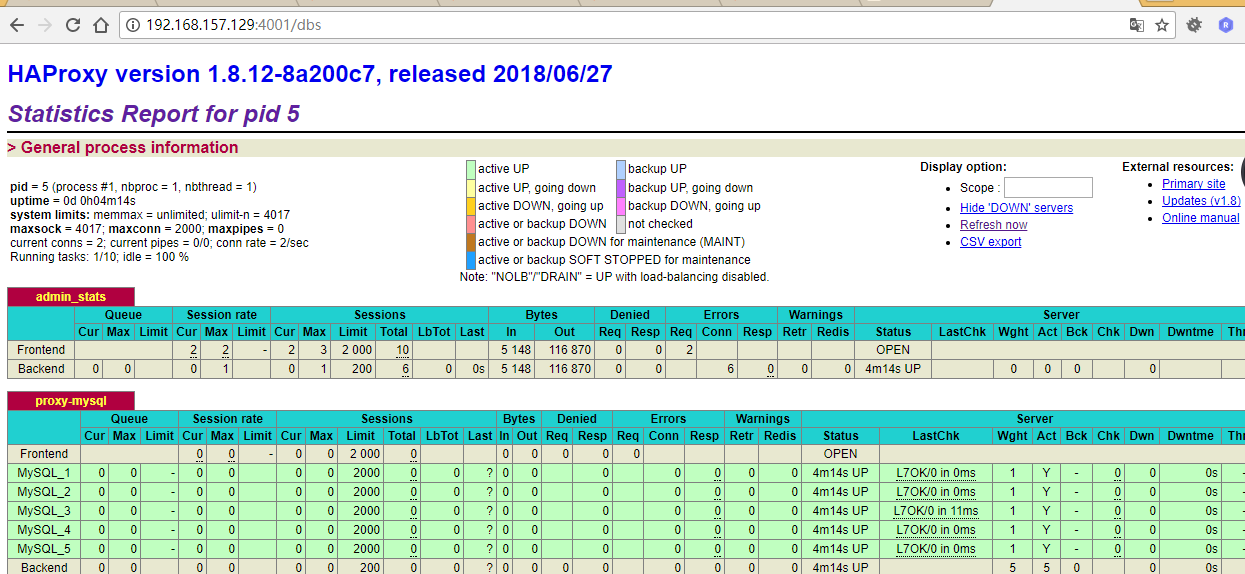 192.168.157.129:4001/dbs
HAProxy version 1.8.12-8a200c7, released 2018/06/27
Statistics Report for pid 5
> General process information
pid = 5 (process #1, nbproc = 1, nbthread = 1)
uptime = 0d 0h04m14s
system limits: memmax = unlimited; ulimit-n = 4017
maxsock = 4017; maxconn = 2000; maxpipes = 0
current conns = 2; current pipes = 0/0; conn rate = 2/sec
Running tasks: 1/10; idle = 100 %
active UP backup UP
active UP, going down backup UP, going down
active DOWN, going up backup DOWN, going up
active or backup DOWN not checked
active or backup DOWN for maintenance (MAINT)
active or backup SOFT STOPPED for maintenance
Note: "NOLB"/"DRAIN" = UP with load-balancing disabled.
Display option:
• Scope :
• Hide 'DOWN' servers
• Refresh now
• CSV export
External resources:
• Primary site
• Updates (v1.8)
• Online manual
admin_stats
Queue Session rate Sessions Bytes Denied Errors Warnings Server
Cur Max Limit Cur Max Limit Cur Max Limit Total LbTot Last In Out Req Resp Req Conn Resp Retr Redis Status LastChk Wght Act Bck Chk Dwn Dwntme Thr
Frontend 2 2 - 2 3 2 000 10 5 148 116 870 0 0 2 OPEN
Backend 0 0 0 1 0 1 200 6 0 0s 5 148 116 870 0 0 6 0 0 0 4m14s UP 0 0 0 0
proxy-mysql
Queue Session rate Sessions Bytes Denied Errors Warnings Server
Cur Max Limit Cur Max Limit Cur Max Limit Total LbTot Last In Out Req Resp Req Conn Resp Retr Redis Status LastChk Wght Act Bck Chk Dwn Dwntme Thr
Frontend 0 0 - 0 0 2 000 0 0 0 0 0 0 OPEN
MySQL_1 0 0 - 0 0 0 0 2000 0 0 ? 0 0 0 0 0 0 0 4m14s UP L7OK/0 in 0ms 1 Y - 0 0 0s -
MySQL_2 0 0 - 0 0 0 0 2000 0 0 ? 0 0 0 0 0 0 0 4m14s UP L7OK/0 in 0ms 1 Y - 0 0 0s -
MySQL_3 0 0 - 0 0 0 0 2000 0 0 ? 0 0 0 0 0 0 0 4m14s UP L7OK/0 in 11ms 1 Y - 0 0 0s -
MySQL_4 0 0 - 0 0 0 0 2000 0 0 ? 0 0 0 0 0 0 0 4m14s UP L7OK/0 in 0ms 1 Y - 0 0 0s -
MySQL_5 0 0 - 0 0 0 0 2000 0 0 ? 0 0 0 0 0 0 0 4m14s UP L7OK/0 in 0ms 1 Y - 0 0 0s -
Backend 0 0 0 0 0 0 200 0 0 ? 0 0 0 0 0 0 0 0 4m14s UP 5 5 0 0 0s